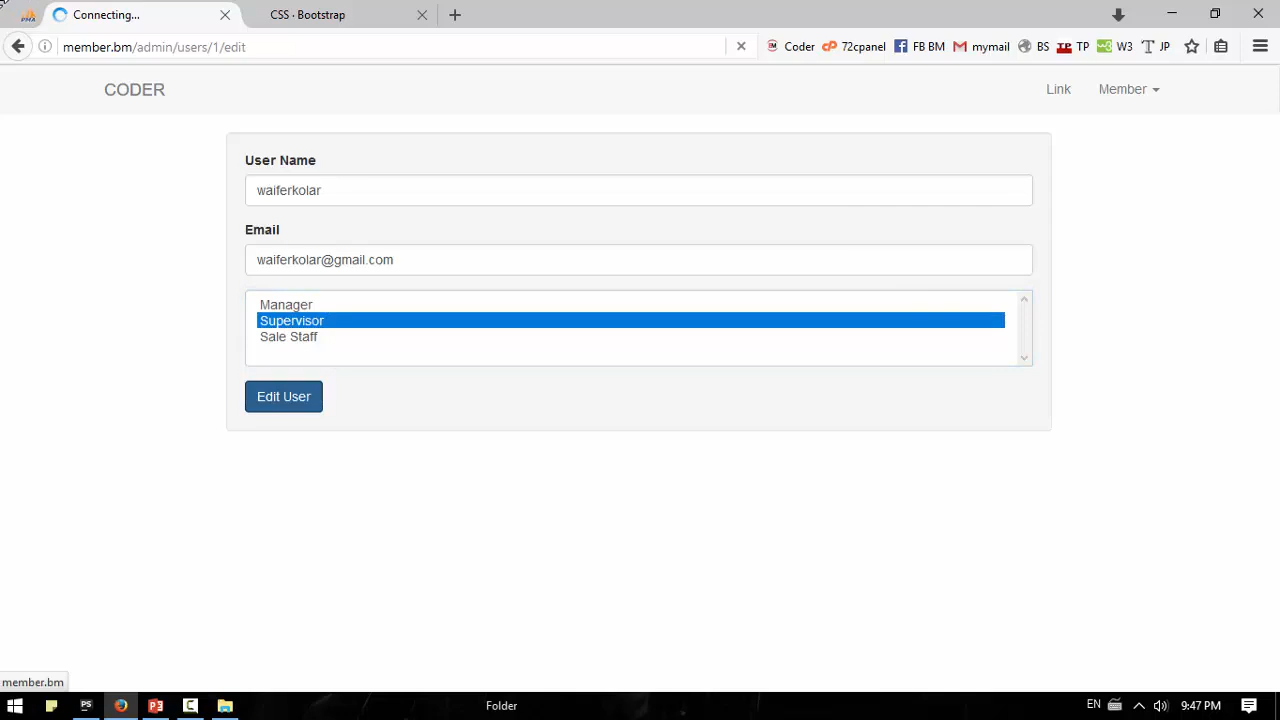 Connecting...
CSS · Bootstrap
member.bm/admin/users/1/edit
Coder
72cpanel
FB BM
mymail
BS
TP
W3
JP
CODER
Link
Member
User Name
waiferkolar
Email
waiferkolar@gmail.com
Manager
Supervisor
Sale Staff
Edit User
member.bm
Folder
EN
9:47 PM